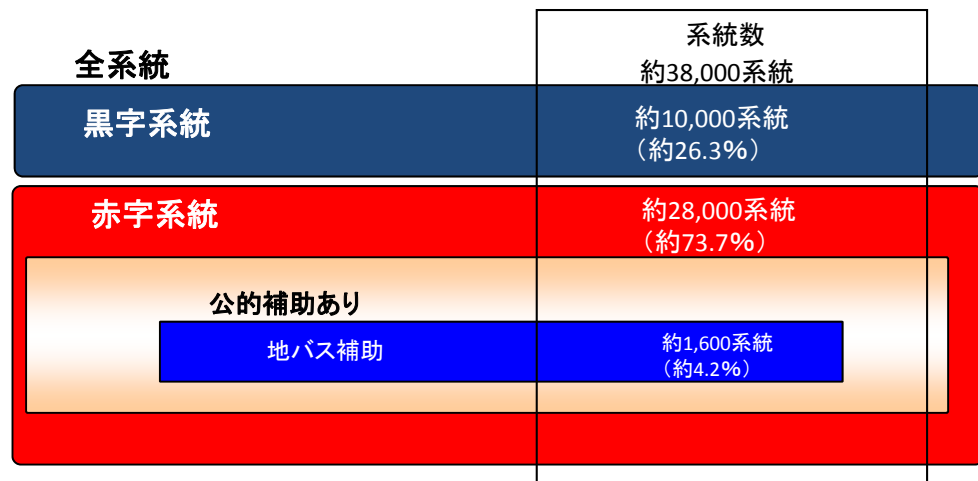 系統数
全系統
約38,000系統
黒字系統
約10,000系統
（約26.3%）
赤字系統
約28,000系統
（約73.7%）
公的補助あり
地バス補助
約1,600系統
（約4.2%）